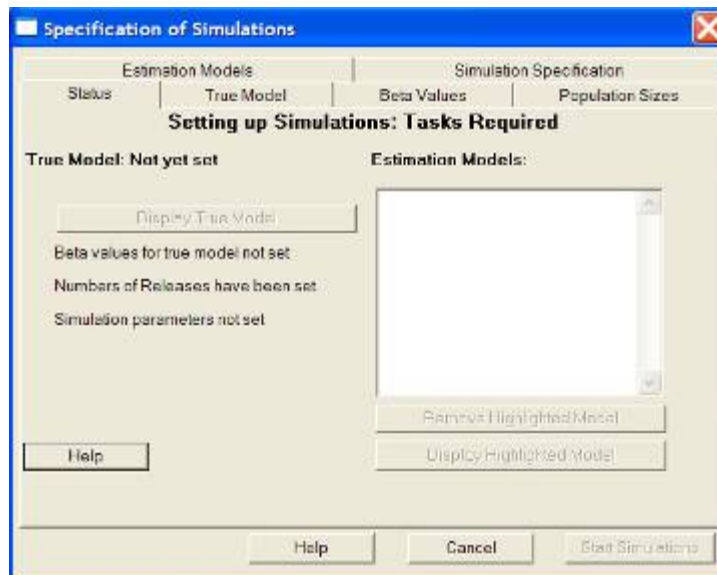 Specification of Simulations
Estimation Models
Simulation Specification
Status
True Model
Beta Values
Population Sizes
Setting up Simulations: Tasks Required
True Model: Not yet set
Estimation Models:
Display True Model
Beta values for true model not set
Numbers of Releases have been set
Simulation parameters not set
Remove Highlighted Model
Help
Display Highlighted Model
Help
Cancel
Start Simulations